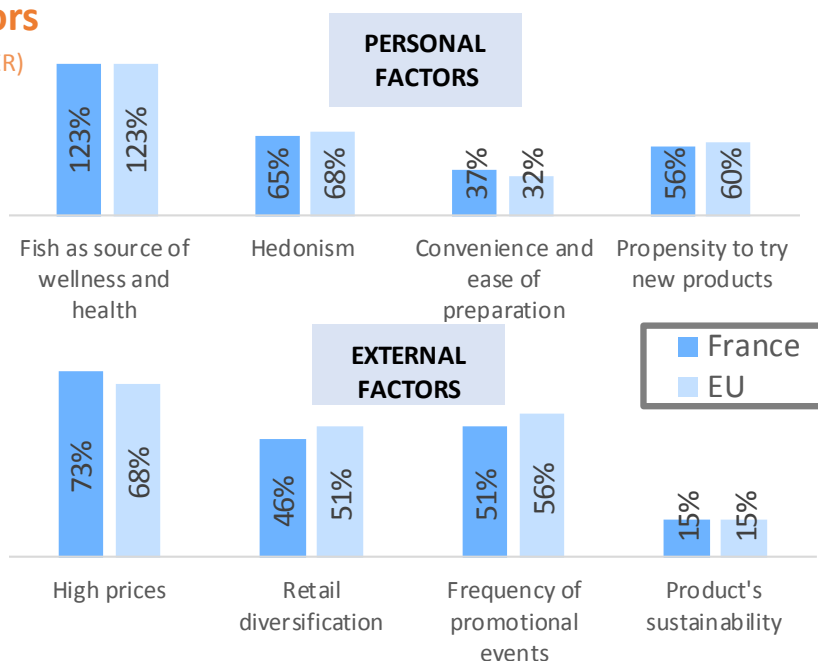 ors
R)
PERSONAL
FACTORS
123%
123%
65%
68%
37%
32%
56%
60%
Fish as source of
wellness and
health
Hedonism
Convenience and
ease of
preparation
Propensity to try
new products
EXTERNAL
FACTORS
France
EU
73%
68%
46%
51%
51%
56%
15%
15%
High prices
Retail
diversification
Frequency of
promotional
events
Product's
sustainability